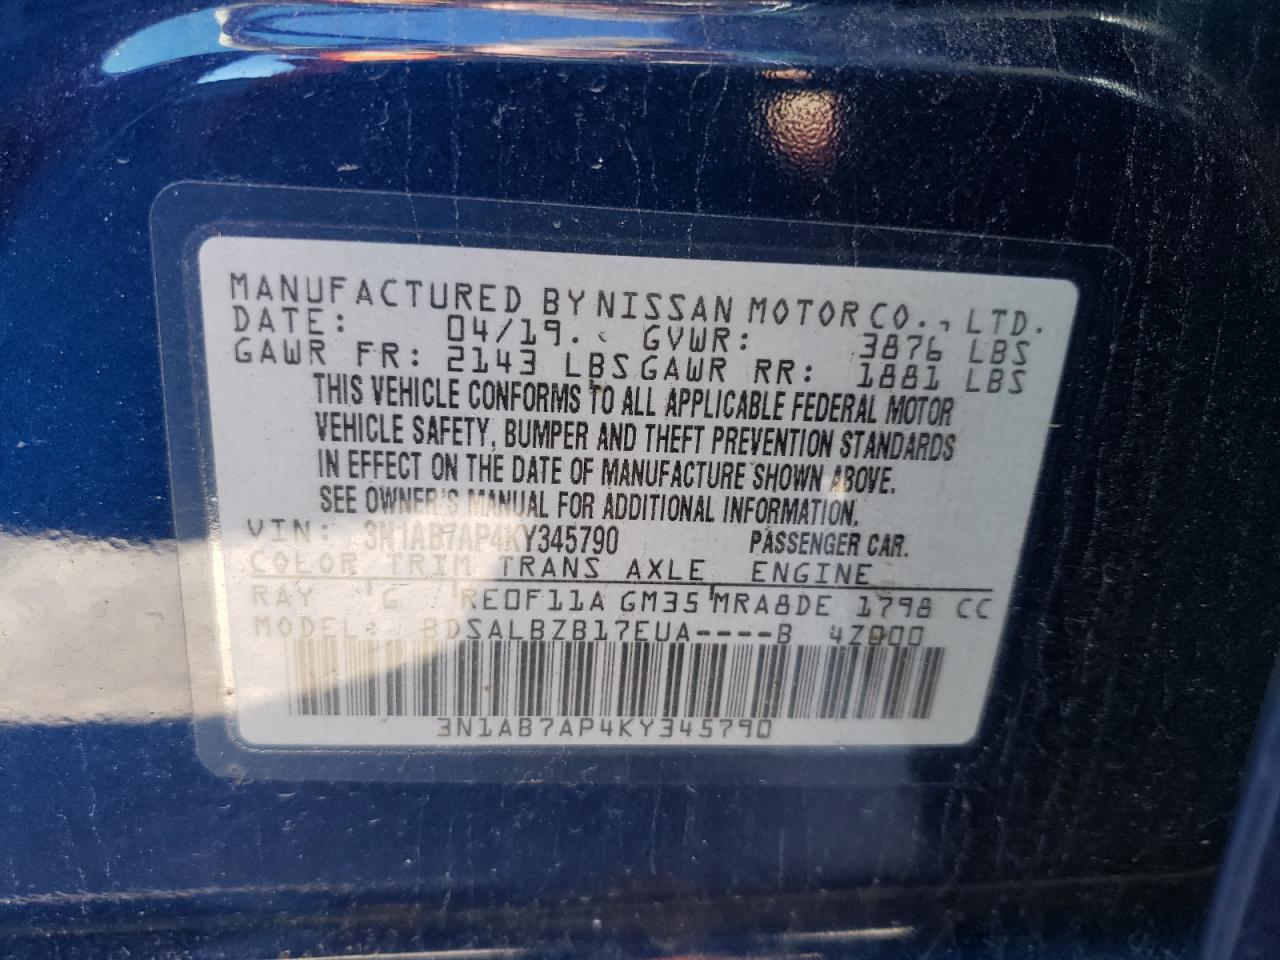 MANUFACTURED BY NISSAN MOTOR CO., LTD.
DATE: 04/19. GVWR: 3876 LBS
GAWR FR: 2143 LBS GAWR RR: 1881 LBS
THIS VEHICLE CONFORMS TO ALL APPLICABLE FEDERAL MOTOR
VEHICLE SAFETY, BUMPER AND THEFT PREVENTION STANDARDS
IN EFFECT ON THE DATE OF MANUFACTURE SHOWN ABOVE.
SEE OWNER'S MANUAL FOR ADDITIONAL INFORMATION.
VIN: 3N1AB7AP4KY345790 PASSENGER CAR.
COLOR TRIM TRANS AXLE ENGINE
RAY G RE0F11A GM35 MRA8DE 1798 CC
MODEL: BDSALBZB17EUA----B 4Z000
3N1AB7AP4KY345790